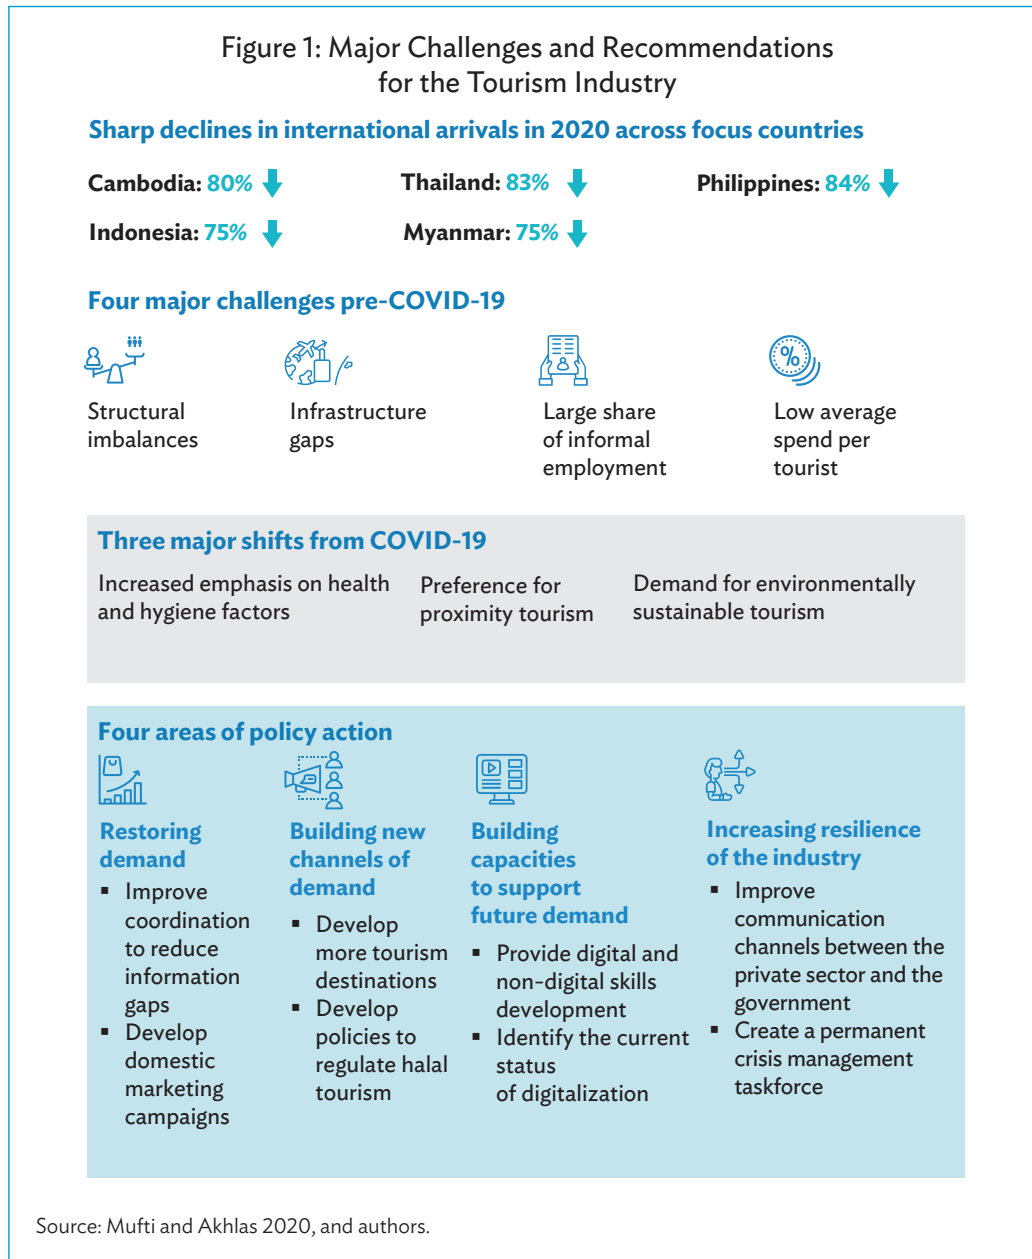 Figure 1: Major Challenges and Recommendations
for the Tourism Industry
Sharp declines in international arrivals in 2020 across focus countries
Cambodia: 80%
Thailand: 83%
Philippines: 84%
Indonesia: 75%
Myanmar: 75%
Four major challenges pre-COVID-19
Structural
imbalances
Infrastructure
gaps
Large share
of informal
employment
Low average
spend per
tourist
Three major shifts from COVID-19
Increased emphasis on health
and hygiene factors
Preference for
proximity tourism
Demand for environmentally
sustainable tourism
Four areas of policy action
Restoring
demand
▪ Improve
coordination
to reduce
information
gaps
▪ Develop
domestic
marketing
campaigns
Building new
channels of
demand
▪ Develop
more tourism
destinations
▪ Develop
policies to
regulate halal
tourism
Building
capacities
to support
future demand
▪ Provide digital and
non-digital skills
development
▪ Identify the current
status
of digitalization
Increasing resilience
of the industry
▪ Improve
communication
channels between the
private sector and the
government
▪ Create a permanent
crisis management
taskforce
Source: Mufti and Akhlas 2020, and authors.